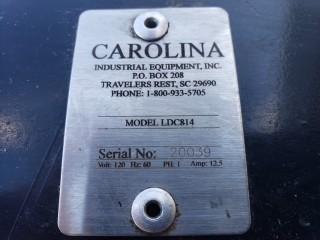 CAROLINA
INDUSTRIAL EQUIPMENT, INC.
P.O. BOX 208
TRAVELERS REST, SC 29690
PHONE: 1-800-933-5705
MODEL LDC814
Serial No: 20039
Volt: 120 Hz: 60 PH: 1 Amp: 12.5